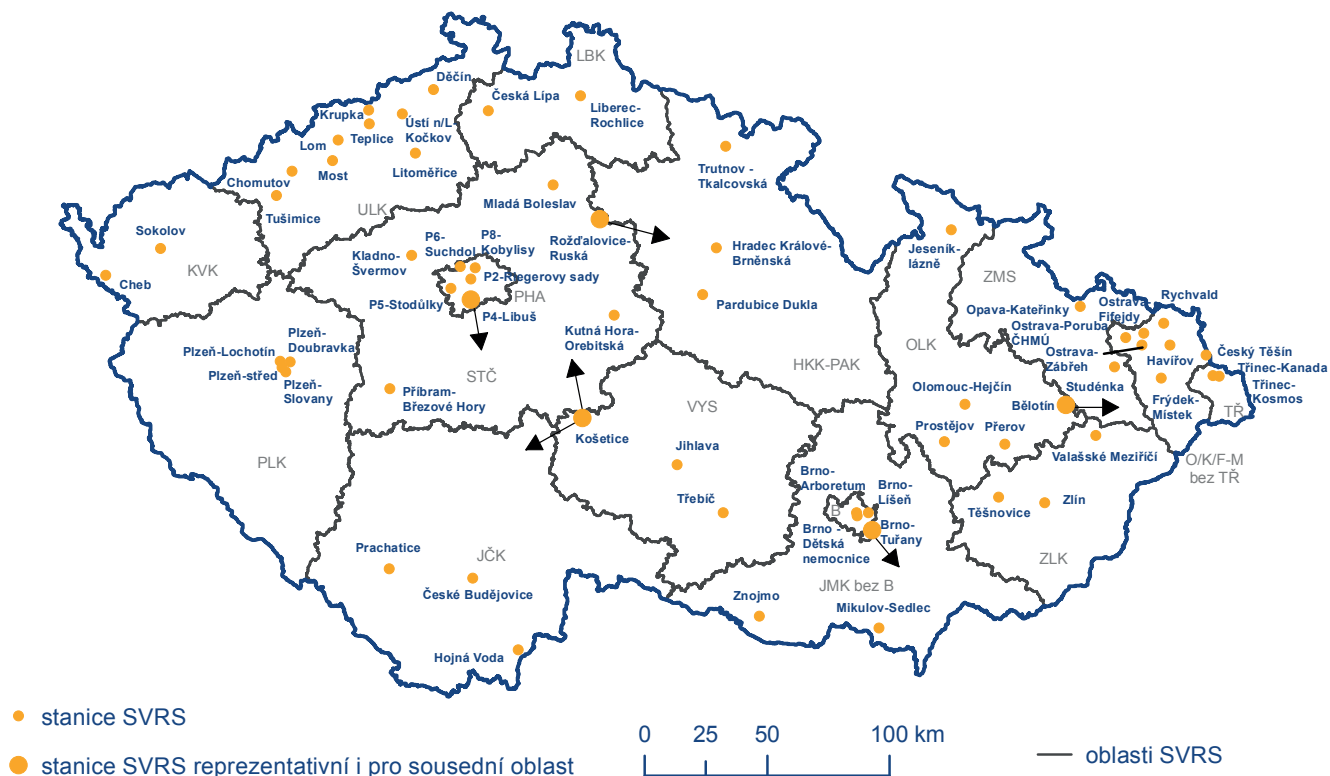 LBK
Děčín
Česká Lípa
Liberec-
Rochlice
Krupka
Teplice
Ústí n/L-
Kočkov
Lom
Most
Litoměřice
Chomutov
Tušimice
ULK
Trutnov -
Tkalcovská
Mladá Boleslav
Rožďalovice-
Ruská
Sokolov
KVK
Cheb
P6-
Suchdol
P8-
Kobylisy
Kladno-
Švermov
P2-Riegerovy sady
PHA
P5-Stodůlky
P4-Libuš
Hradec Králové-
Brněnská
Pardubice Dukla
Jeseník-
lázně
ZMS
Opava-Kateřinky
Ostrava-
Fifejdy
Rychvald
Ostrava-Poruba
ČHMÚ
Ostrava-
Zábřeh
Havířov
Český Těšín
Třinec-Kanada
Třinec-
Kosmos
TŘ
Studénka
Frýdek-
Místek
Plzeň-
Doubravka
Plzeň-Lochotín
Plzeň-střed
Plzeň-
Slovany
STČ
Kutná Hora-
Orebitská
HKK-PAK
OLK
Příbram-
Březové Hory
Košetice
VYS
Olomouc-Hejčín
Bělotín
Prostějov
Přerov
Valašské Meziříčí
O/K/F-M
bez TŘ
PLK
Jihlava
Třebíč
Brno-
Arboretum
Brno-
Líšeň
B
Brno -
Dětská
nemocnice
Brno-
Tuřany
Těšnovice
Zlín
ZLK
Prachatice
JČK
České Budějovice
JMK bez B
Znojmo
Mikulov-Sedlec
Hojná Voda
stanice SVRS
stanice SVRS reprezentativní i pro sousední oblast
0 25 50 100 km
oblasti SVRS